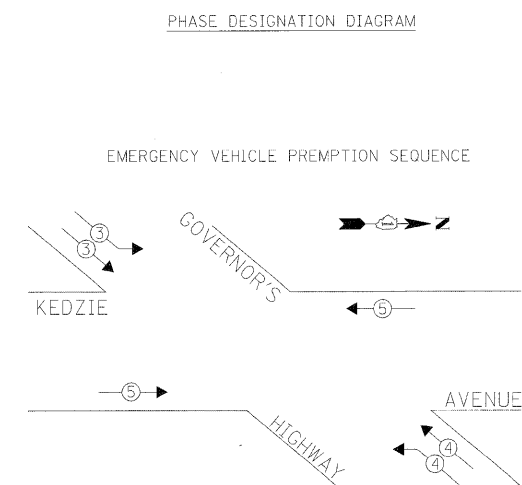 PHASE DESIGNATION DIAGRAM
EMERGENCY VEHICLE PREMPTION SEQUENCE
3
3
GOVERNOR'S
N
KEDZIE
5
5
AVENUE
HIGHWAY
4
4